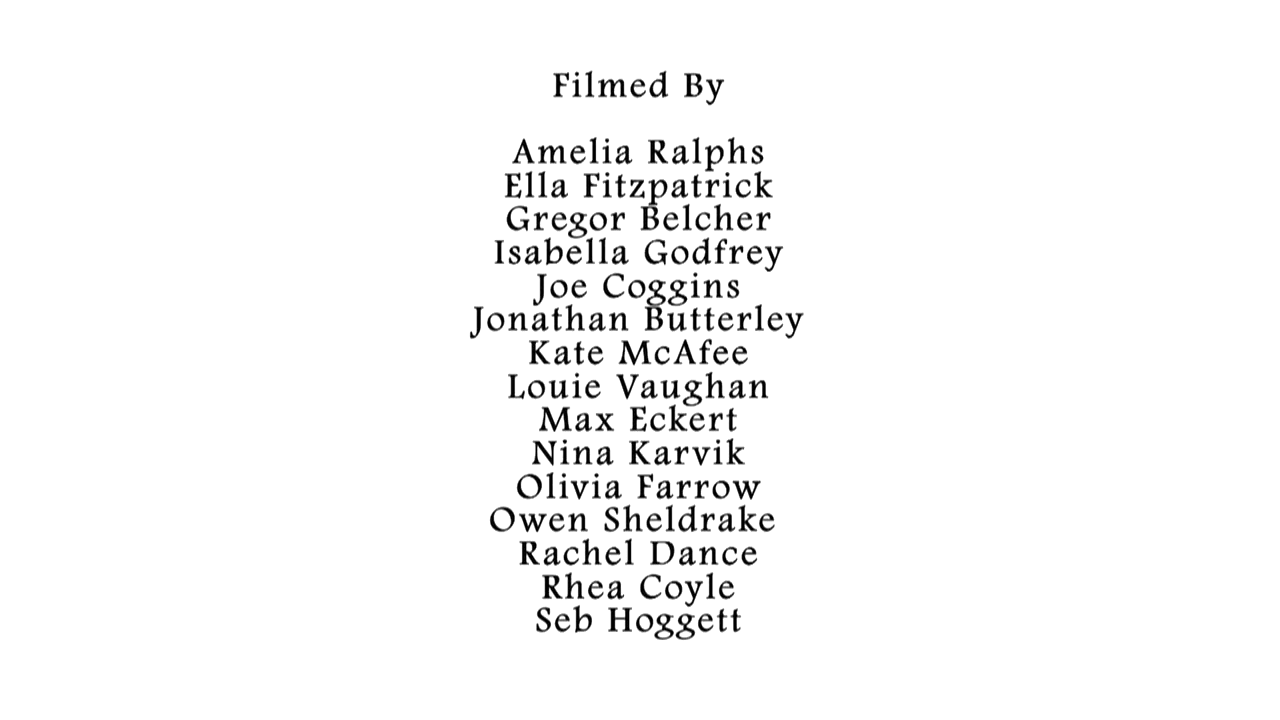 Filmed By
Amelia Ralphs
Ella Fitzpatrick
Gregor Belcher
Isabella Godfrey
Joe Coggins
Jonathan Butterley
Kate McAfee
Louie Vaughan
Max Eckert
Nina Karvik
Olivia Farrow
Owen Sheldrake
Rachel Dance
Rhea Coyle
Seb Hoggett